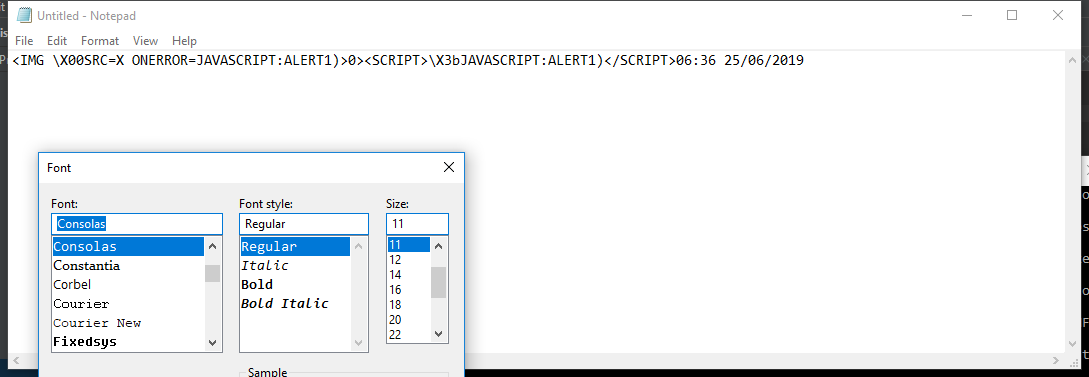 Untitled - Notepad
File Edit Format View Help
<IMG \X00SRC=X ONERROR=JAVASCRIPT:ALERT1)>0><SCRIPT>\X3bJAVASCRIPT:ALERT1)</SCRIPT>06:36 25/06/2019
Font
Font: Font style: Size:
Consolas Regular 11
Consolas Regular 11
Constantia Italic 12
Corbel Bold 14
Courier Bold Italic 16
Courier New 18
Fixedsys 20
22
Sample